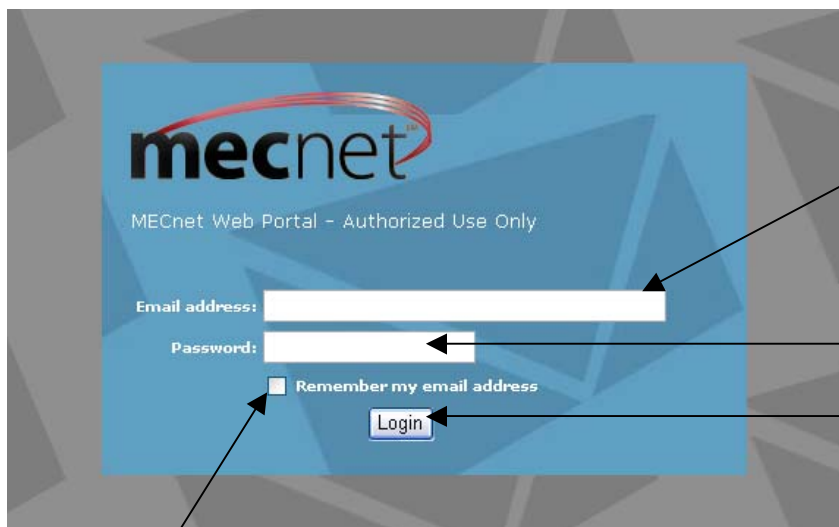 mecnet
MECnet Web Portal – Authorized Use Only
Email address:
Password:
Remember my email address
Login